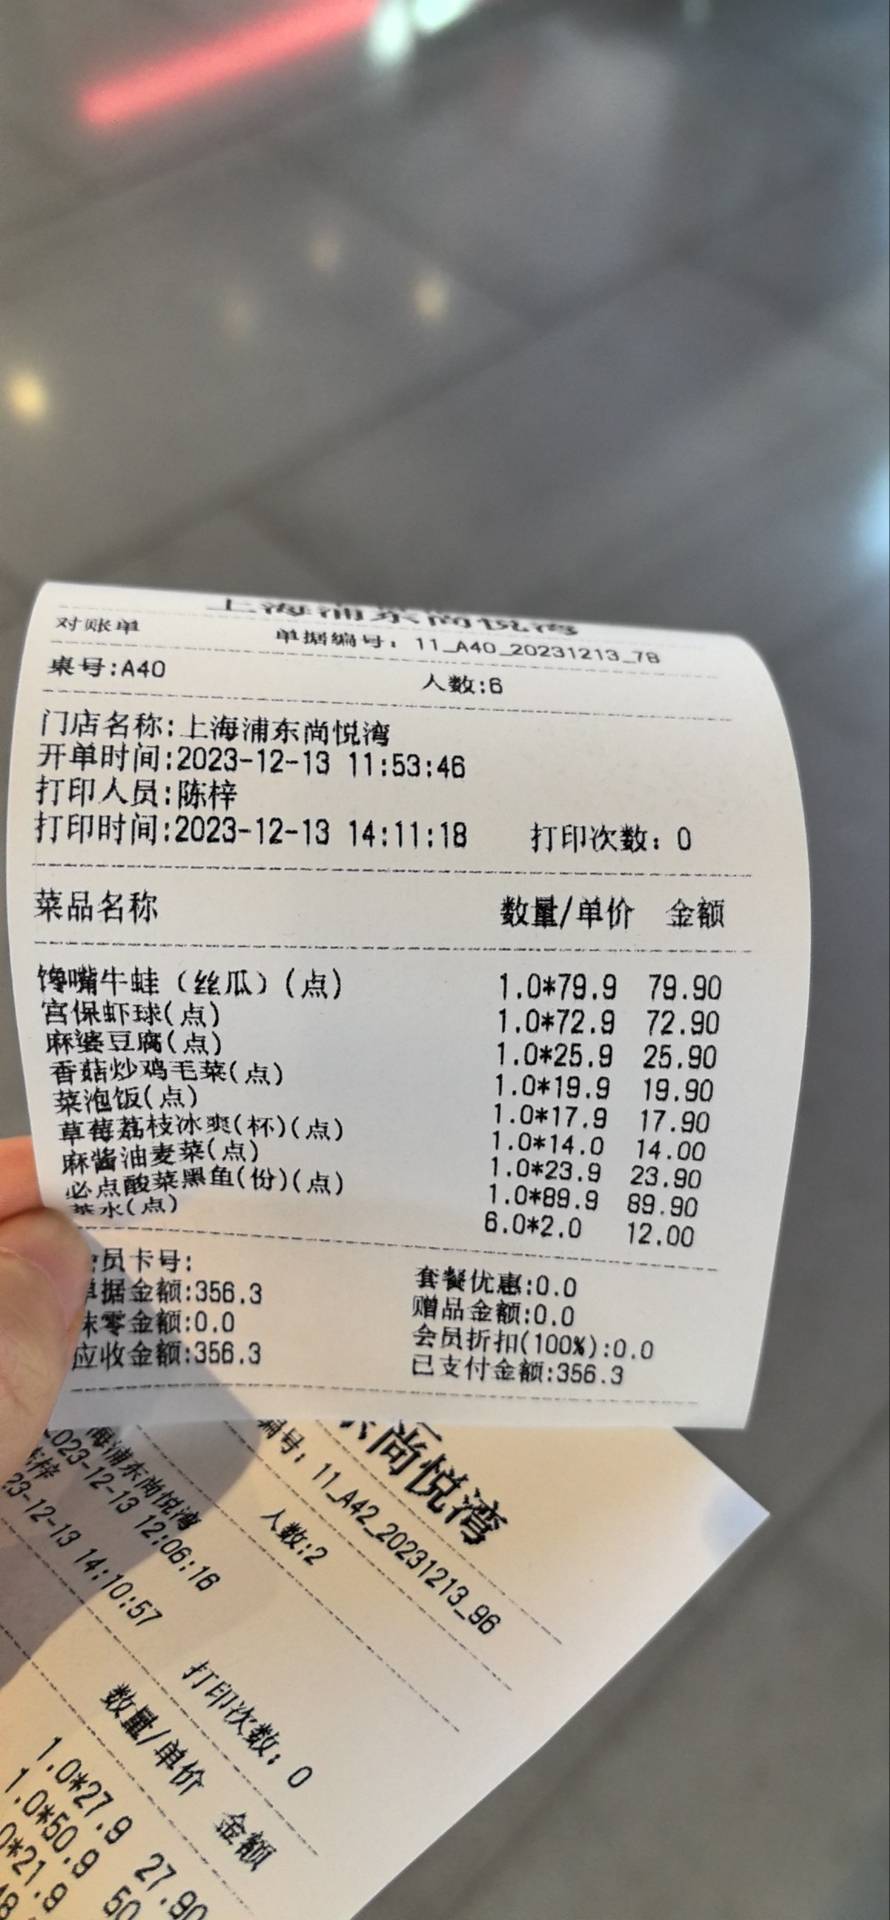 上海浦东尚悦湾
对账单 单据编号: 11_A40_20231213_78
桌号:A40 人数:6
门店名称:上海浦东尚悦湾
开单时间:2023-12-13 11:53:46
打印人员:陈梓
打印时间:2023-12-13 14:11:18 打印次数: 0
菜品名称 数量/单价 金额
馋嘴牛蛙（丝瓜）(点) 1.0*79.9 79.90
宫保虾球(点) 1.0*72.9 72.90
麻婆豆腐(点) 1.0*25.9 25.90
香菇炒鸡毛菜(点) 1.0*19.9 19.90
菜泡饭(点) 1.0*17.9 17.90
草莓荔枝冰爽(杯)(点) 1.0*14.0 14.00
麻酱油麦菜(点) 1.0*23.9 23.90
必点酸菜黑鱼(份)(点) 1.0*89.9 89.90
茶水(点) 6.0*2.0 12.00
员卡号: 套餐优惠:0.0
单据金额:356.3 赠品金额:0.0
抹零金额:0.0 会员折扣(100%):0.0
应收金额:356.3 已支付金额:356.3
东尚悦湾
编号: 11_A42_20231213_96
人数:2
海浦东尚悦湾
2023-12-13 12:06:16
陈梓
23-12-13 14:10:57
打印次数: 0
数量/单价 金额
1.0*27.9 27.90
1.0*50.9 50
0*21.9